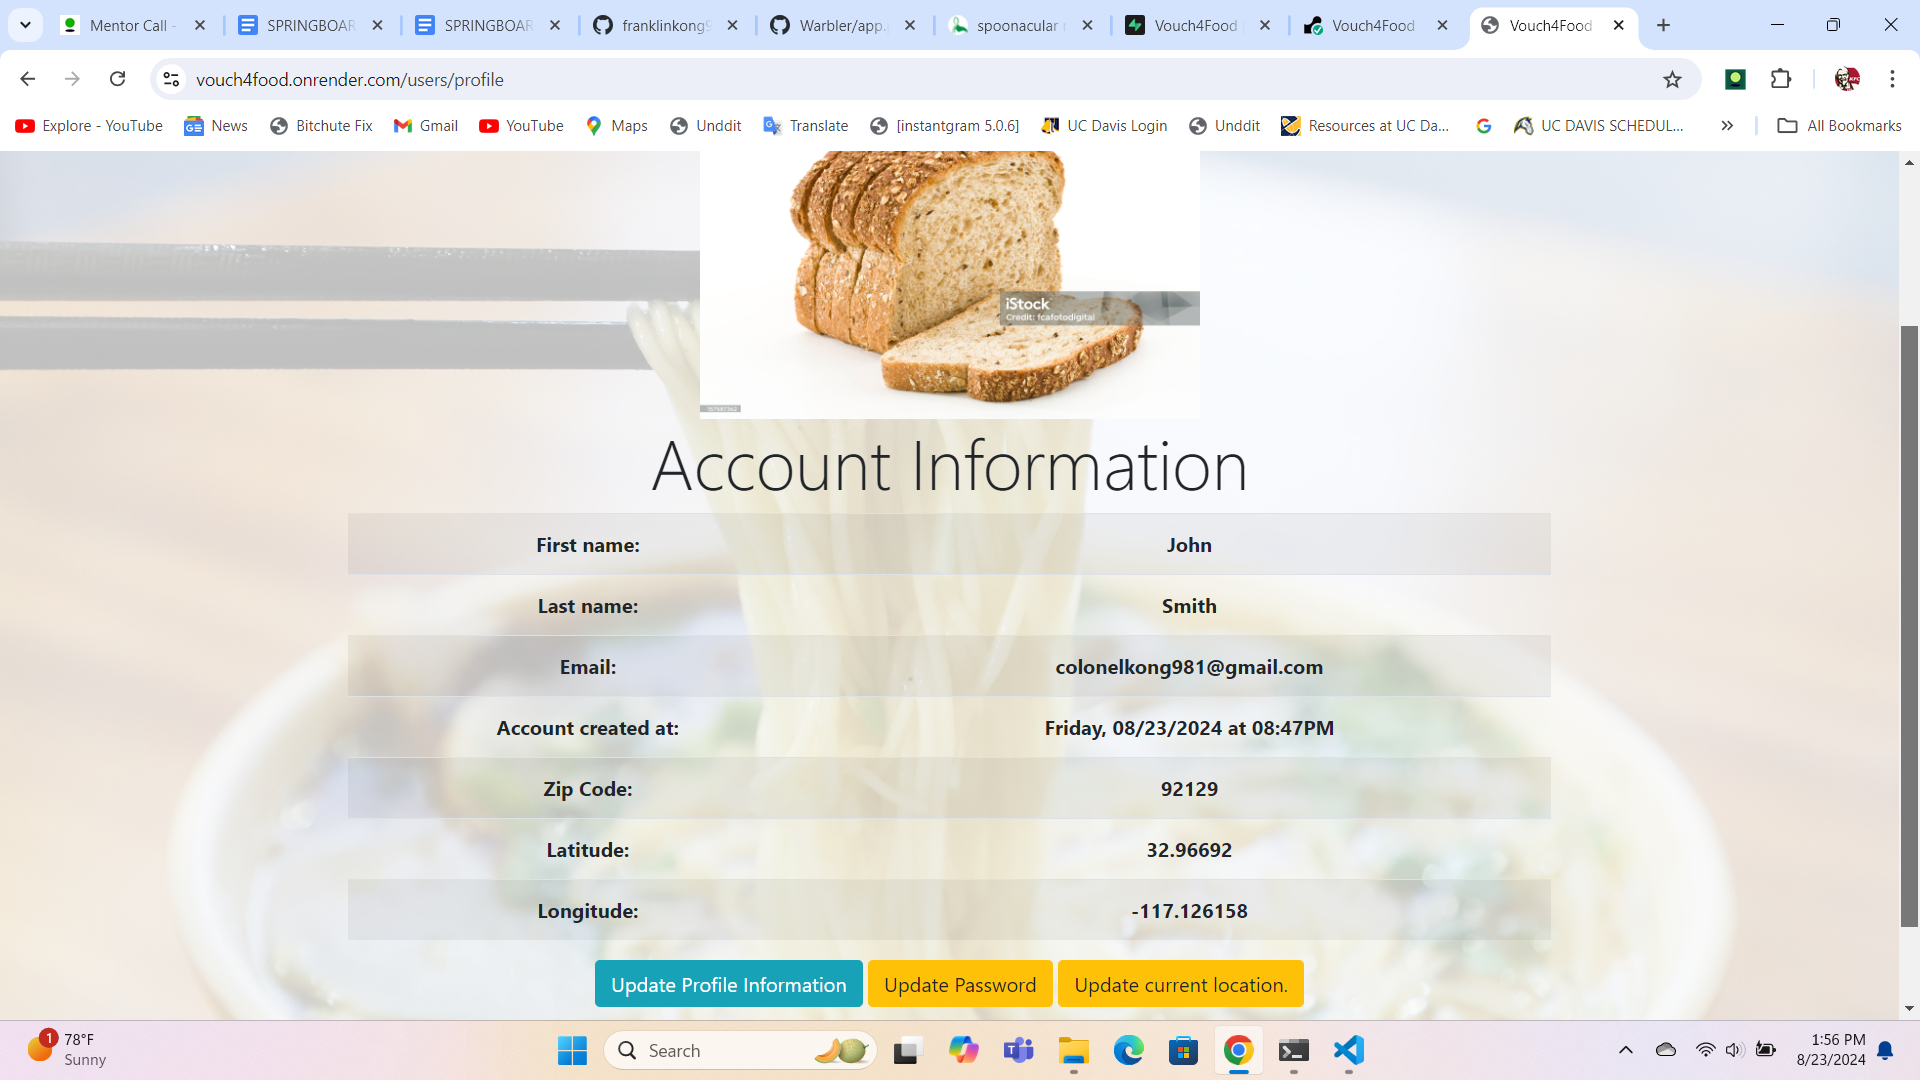 Mentor Call -
SPRINGBOAR
SPRINGBOAR
franklinkong9
Warbler/app.
spoonacular
Vouch4Food
Vouch4Food
Vouch4Food
vouch4food.onrender.com/users/profile
Explore - YouTube
News
Bitchute Fix
Gmail
YouTube
Maps
Unddit
Translate
[instantgram 5.0.6]
UC Davis Login
Unddit
Resources at UC Da...
UC DAVIS SCHEDUL...
All Bookmarks
iStock
Credit: fcafotodigital
Account Information
First name: John
Last name: Smith
Email: colonelkong981@gmail.com
Account created at: Friday, 08/23/2024 at 08:47PM
Zip Code: 92129
Latitude: 32.96692
Longitude: -117.126158
Update Profile Information Update Password Update current location.
1
78°F
Sunny
Search
1:56 PM
8/23/2024